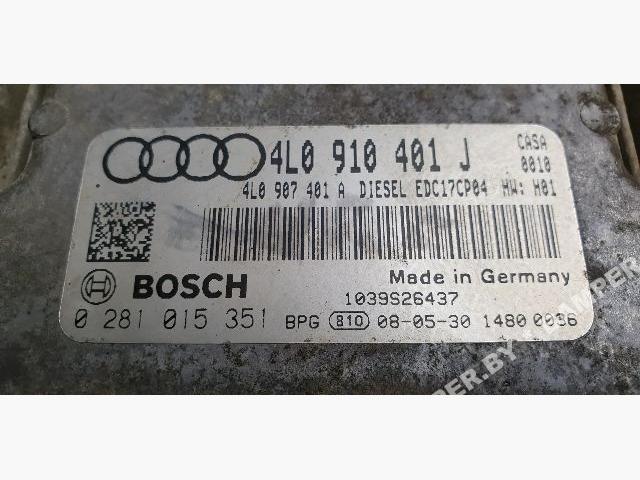 4L0 910 401 J CASA
0010
4L0 907 401 A DIESEL EDC17CP04 HW: H01
BOSCH Made in Germany
1039S26437
0 281 015 351 BPG 810 08-05-30 1480 0036